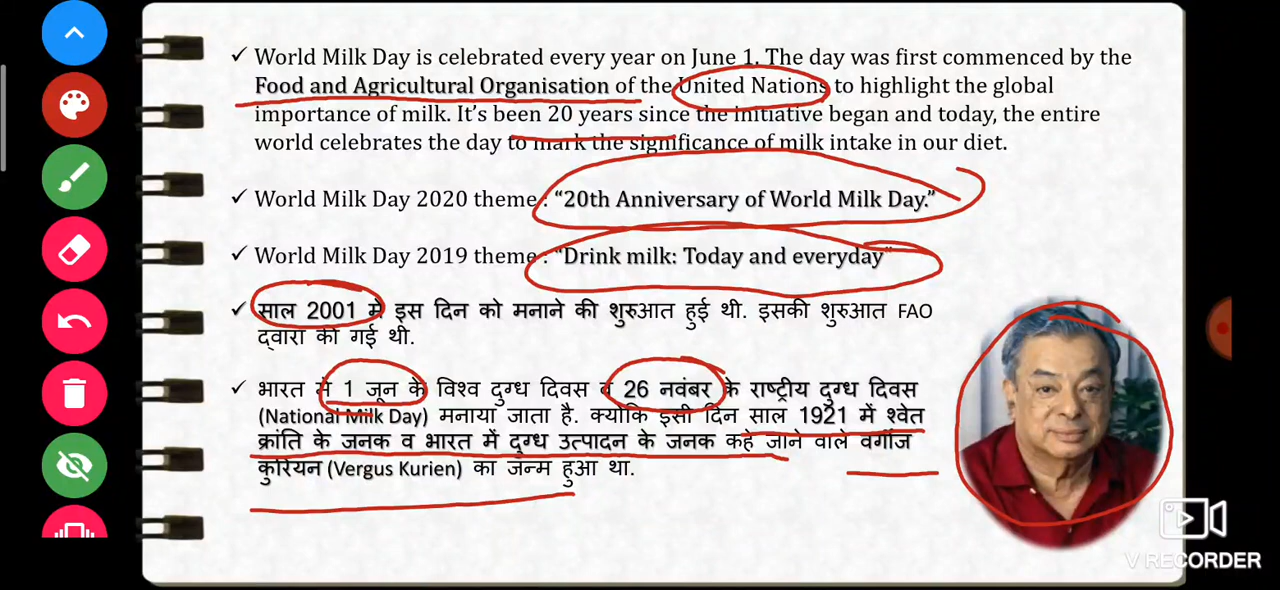 World Milk Day is celebrated every year on June 1. The day was first commenced by the
Food and Agricultural Organisation of the United Nations to highlight the global
importance of milk. It's been 20 years since the initiative began and today, the entire
world celebrates the day to mark the significance of milk intake in our diet.
World Milk Day 2020 theme : “20th Anniversary of World Milk Day.”
World Milk Day 2019 theme : “Drink milk: Today and everyday”
साल 2001 में इस दिन को मनाने की शुरुआत हुई थी. इसकी शुरुआत FAO
द्वारा की गई थी.
भारत में 1 जून के विश्व दुग्ध दिवस व 26 नवंबर के राष्ट्रीय दुग्ध दिवस
(National Milk Day) मनाया जाता है. क्योंकि इसी दिन साल 1921 में श्वेत
क्रांति के जनक व भारत में दुग्ध उत्पादन के जनक कहे जाने वाले वर्गीज
कुरियन (Vergus Kurien) का जन्म हुआ था.
V RECORDER